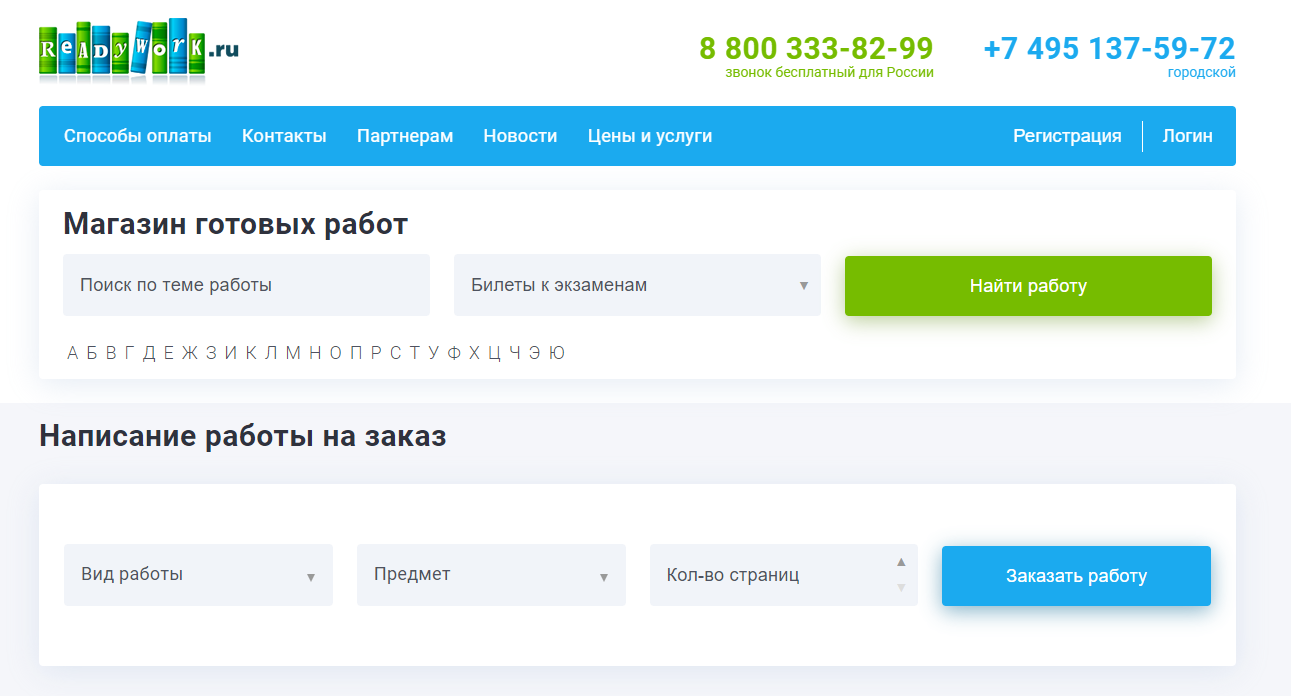 ReadyWork.ru
8 800 333-82-99
звонок бесплатный для России
+7 495 137-59-72
городской
Способы оплаты Контакты Партнерам Новости Цены и услуги Регистрация Логин
Магазин готовых работ
Поиск по теме работы Билеты к экзаменам Найти работу
А Б В Г Д Е Ж З И К Л М Н О П Р С Т У Ф Х Ц Ч Э Ю
Написание работы на заказ
Вид работы Предмет Кол-во страниц Заказать работу